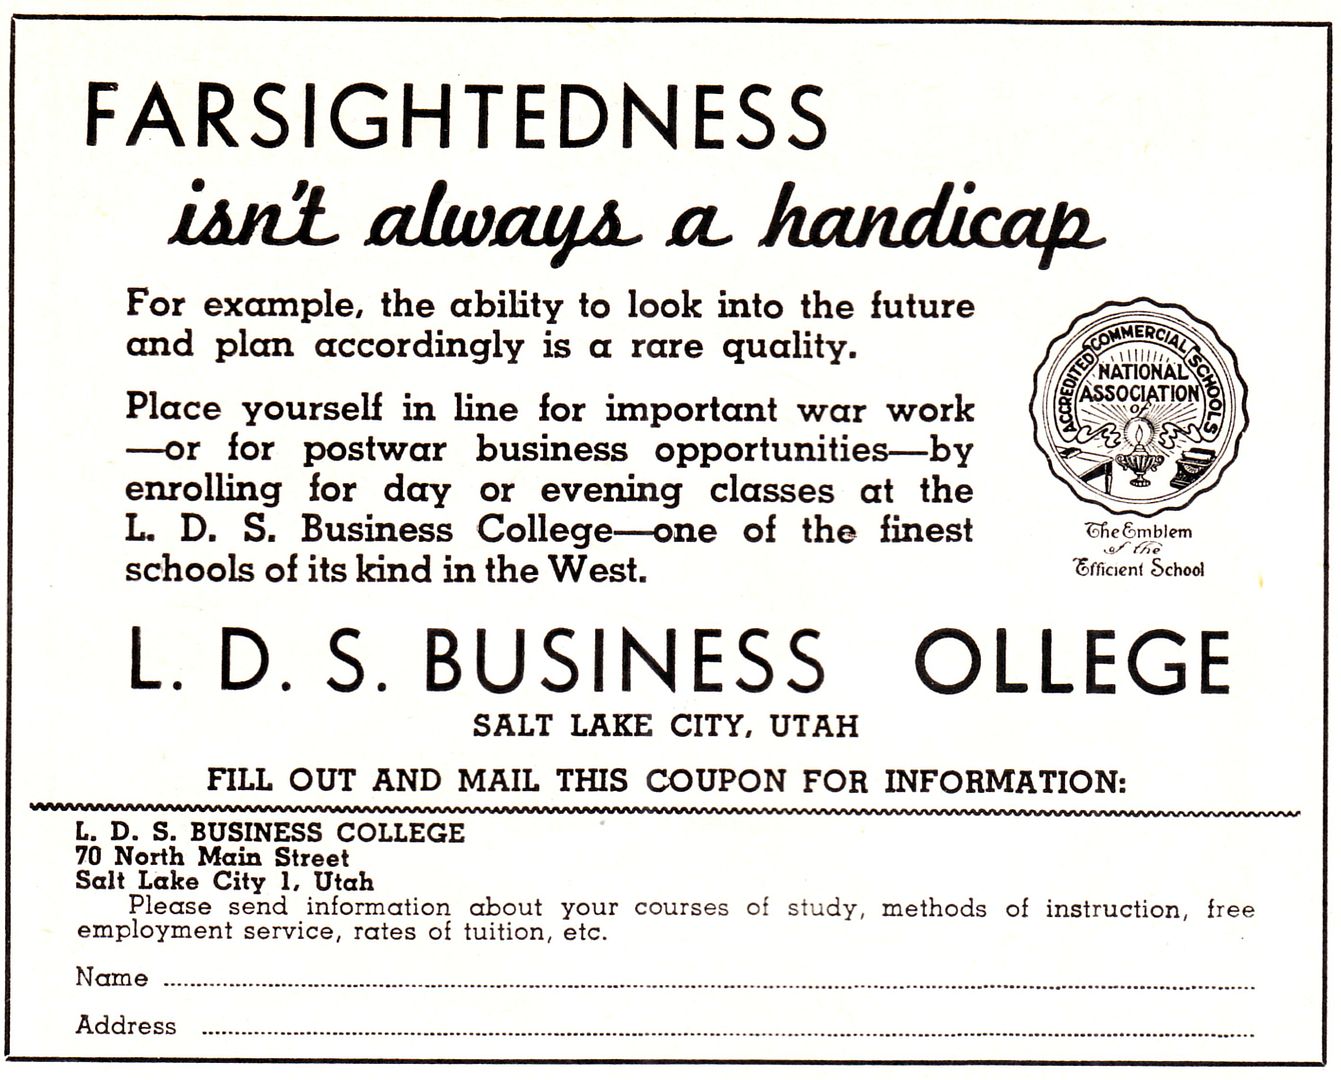 FARSIGHTEDNESS
isn't always a handicap
For example, the ability to look into the future
and plan accordingly is a rare quality.
Place yourself in line for important war work
—or for postwar business opportunities—by
enrolling for day or evening classes at the
L. D. S. Business College—one of the finest
schools of its kind in the West.
ACCREDITED COMMERCIAL SCHOOLS
NATIONAL
ASSOCIATION
of
The Emblem
of the
Efficient School
L. D. S. BUSINESS OLLEGE
SALT LAKE CITY, UTAH
FILL OUT AND MAIL THIS COUPON FOR INFORMATION:
L. D. S. BUSINESS COLLEGE
70 North Main Street
Salt Lake City 1, Utah
Please send information about your courses of study, methods of instruction, free
employment service, rates of tuition, etc.
Name
Address